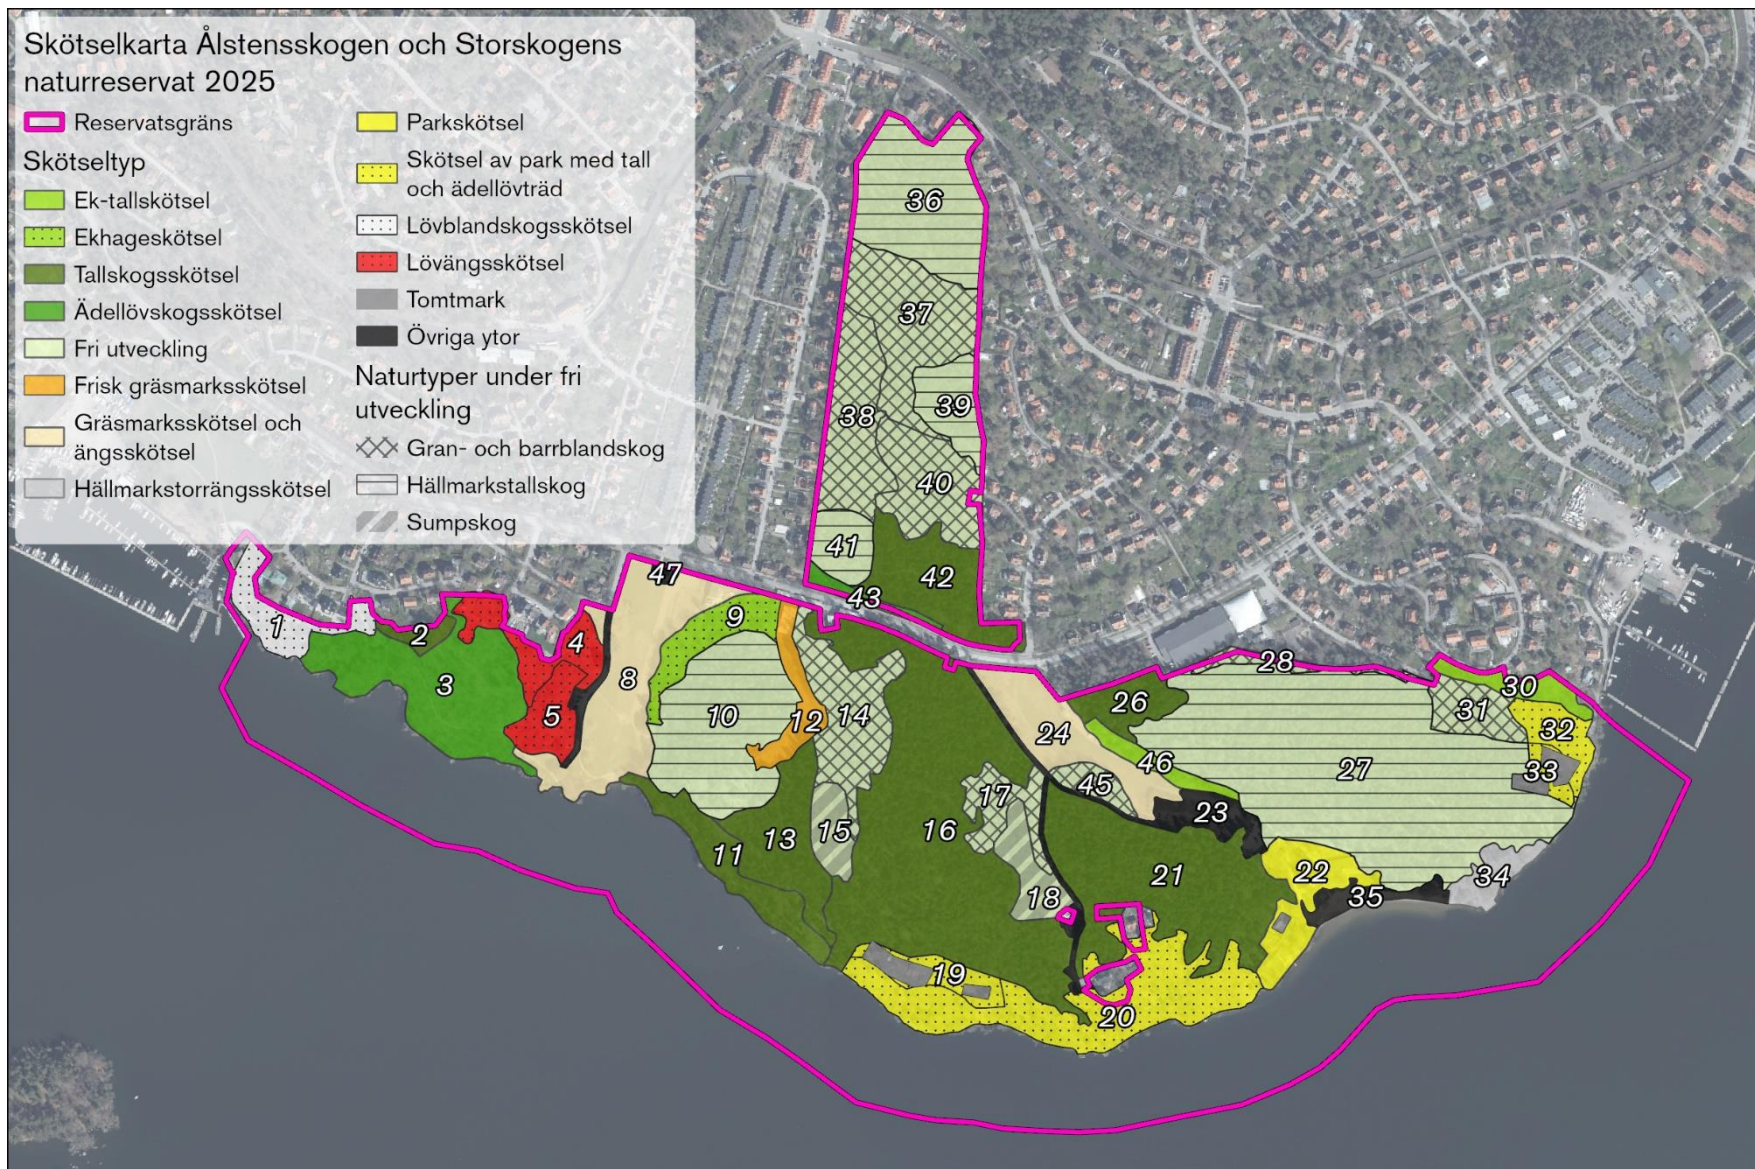 Skötselkarta Ålstensskogen och Storskogens
naturreservat 2025
Reservatsgräns
Skötseltyp
Ek-tallskötsel
Ekhageskötsel
Tallskogsskötsel
Ädellövskogsskötsel
Fri utveckling
Frisk gräsmarksskötsel
Gräsmarksskötsel och
ängsskötsel
Hällmarkstorrängsskötsel
Parkskötsel
Skötsel av park med tall
och ädellövträd
Lövblandskogsskötsel
Lövängsskötsel
Tomtmark
Övriga ytor
Naturtyper under fri
utveckling
Gran- och barrblandskog
Hällmarkstallskog
Sumpskog
36
37
39
38
40
41
42
43
47
1
2
3
4
5
8
9
10
12
14
13
11
15
16
17
18
19
20
21
22
23
24
45
46
26
27
28
30
31
32
33
34
35